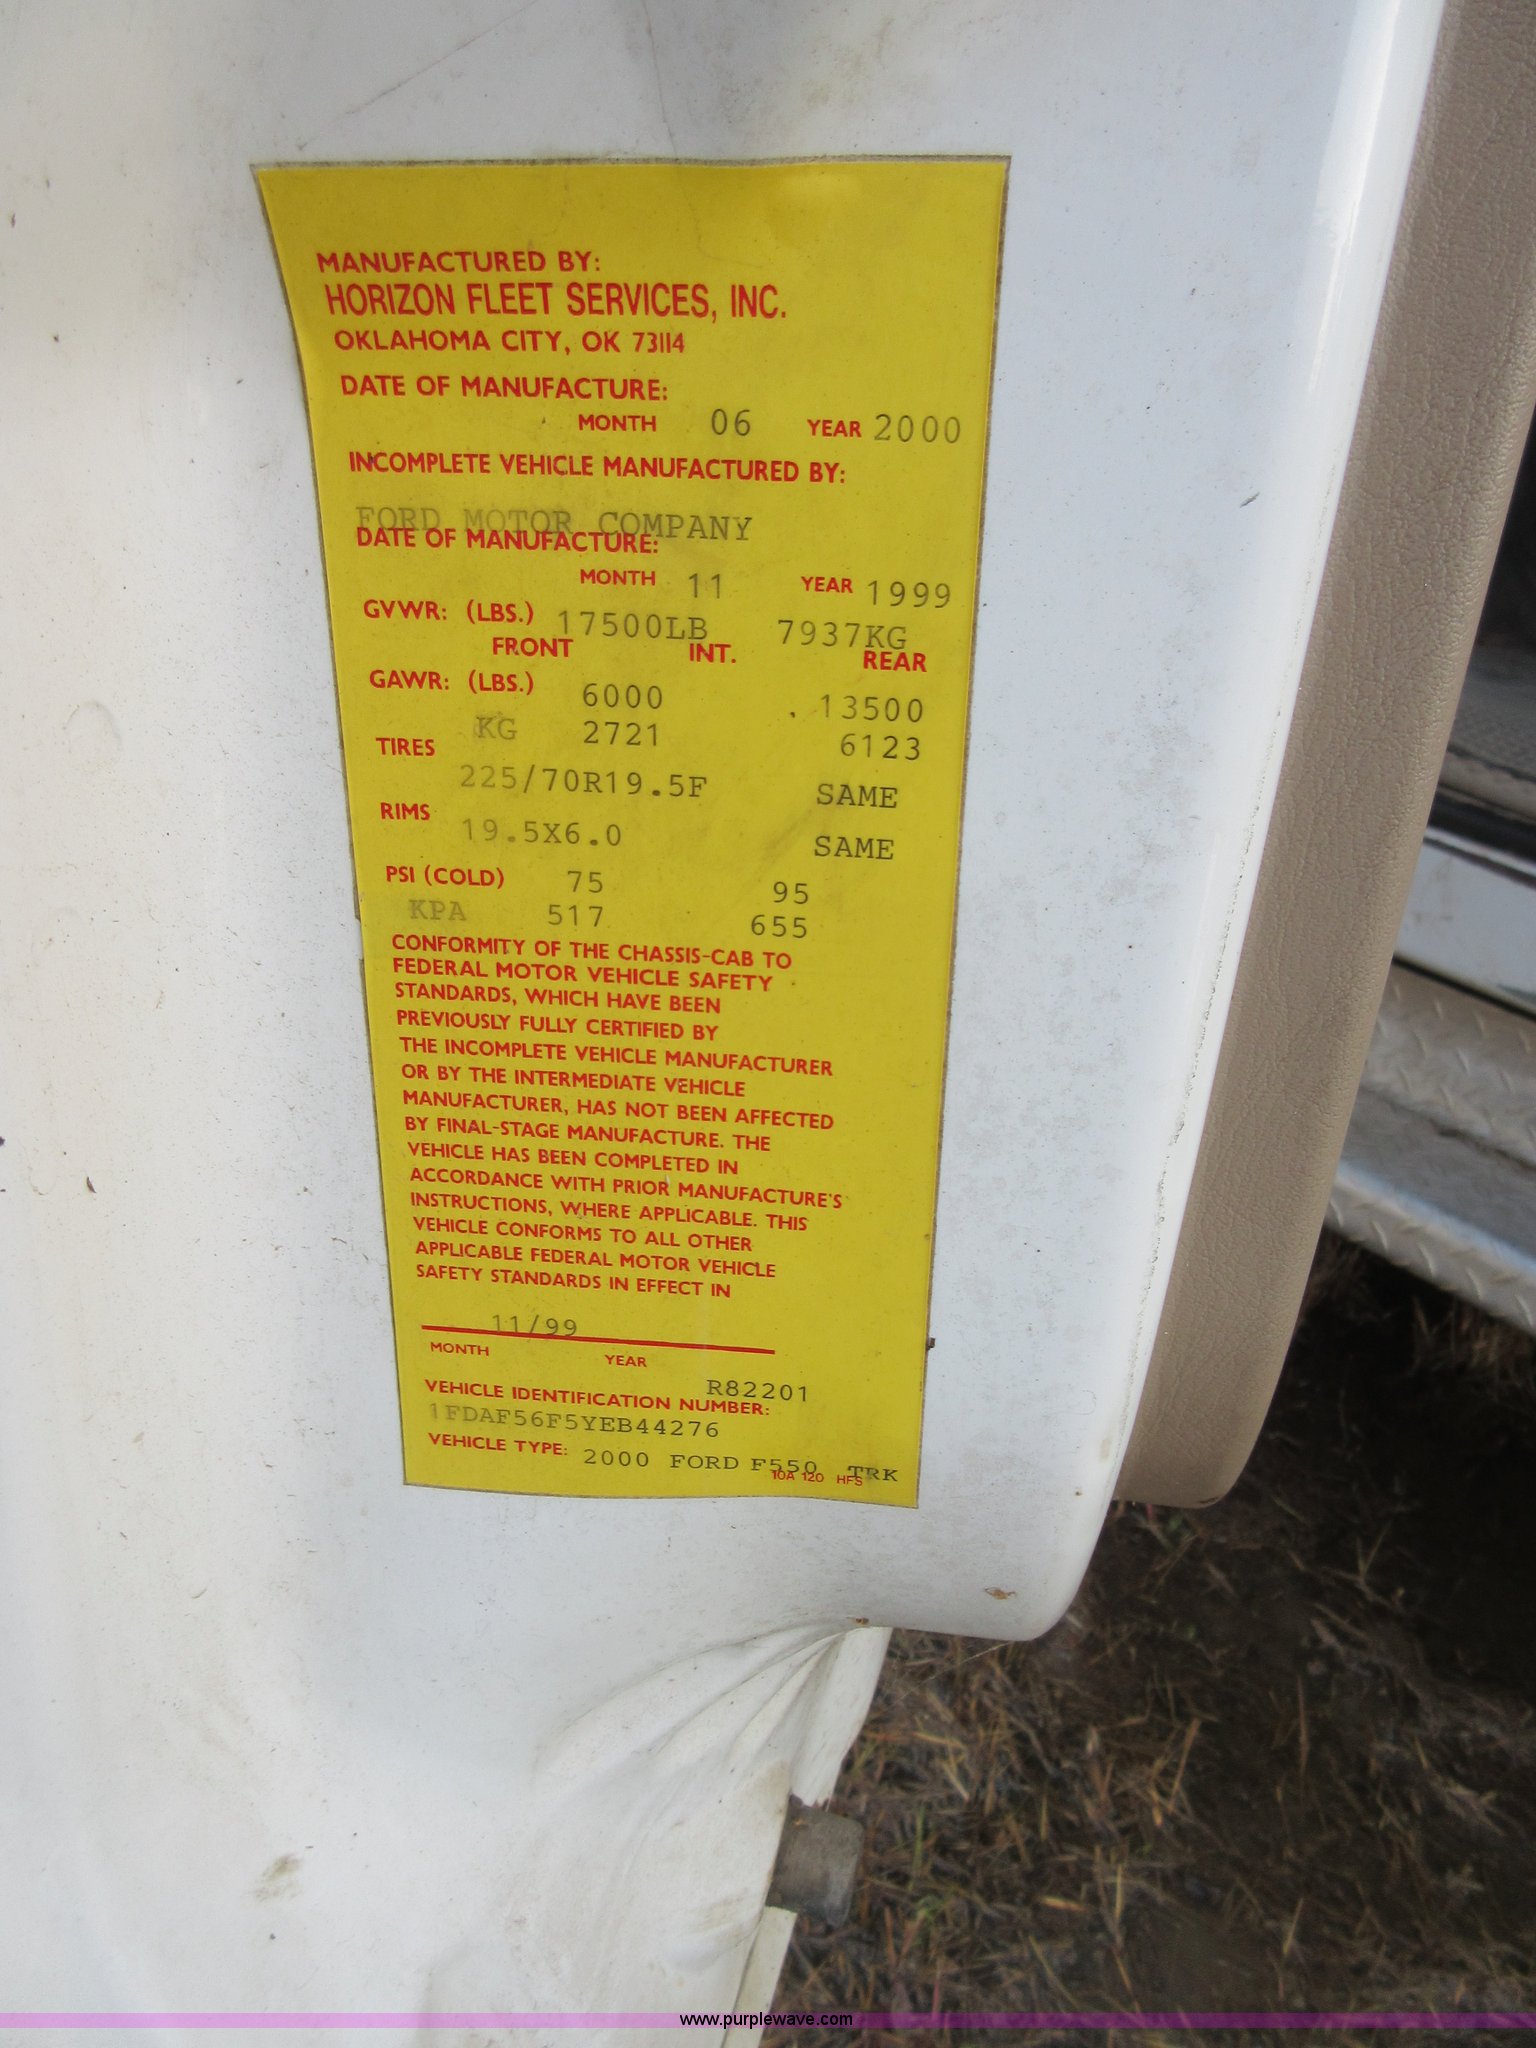 MANUFACTURED BY:
HORIZON FLEET SERVICES, INC.
OKLAHOMA CITY, OK 73114
DATE OF MANUFACTURE:
MONTH 06 YEAR 2000
INCOMPLETE VEHICLE MANUFACTURED BY:
FORD MOTOR COMPANY
DATE OF MANUFACTURE:
MONTH 11 YEAR 1999
GVWR: (LBS.) 17500LB 7937KG
FRONT INT. REAR
GAWR: (LBS.) 6000 13500
KG 2721 6123
TIRES
225/70R19.5F SAME
RIMS
19.5X6.0 SAME
PSI (COLD) 75 95
KPA 517 655
CONFORMITY OF THE CHASSIS-CAB TO
FEDERAL MOTOR VEHICLE SAFETY
STANDARDS, WHICH HAVE BEEN
PREVIOUSLY FULLY CERTIFIED BY
THE INCOMPLETE VEHICLE MANUFACTURER
OR BY THE INTERMEDIATE VEHICLE
MANUFACTURER, HAS NOT BEEN AFFECTED
BY FINAL-STAGE MANUFACTURE. THE
VEHICLE HAS BEEN COMPLETED IN
ACCORDANCE WITH PRIOR MANUFACTURE'S
INSTRUCTIONS, WHERE APPLICABLE. THIS
VEHICLE CONFORMS TO ALL OTHER
APPLICABLE FEDERAL MOTOR VEHICLE
SAFETY STANDARDS IN EFFECT IN
11/99
MONTH YEAR
R82201
VEHICLE IDENTIFICATION NUMBER:
1FDAF56F5YEB44276
VEHICLE TYPE: 2000 FORD F550 TRK
10A 120 HFS
www.purplewave.com